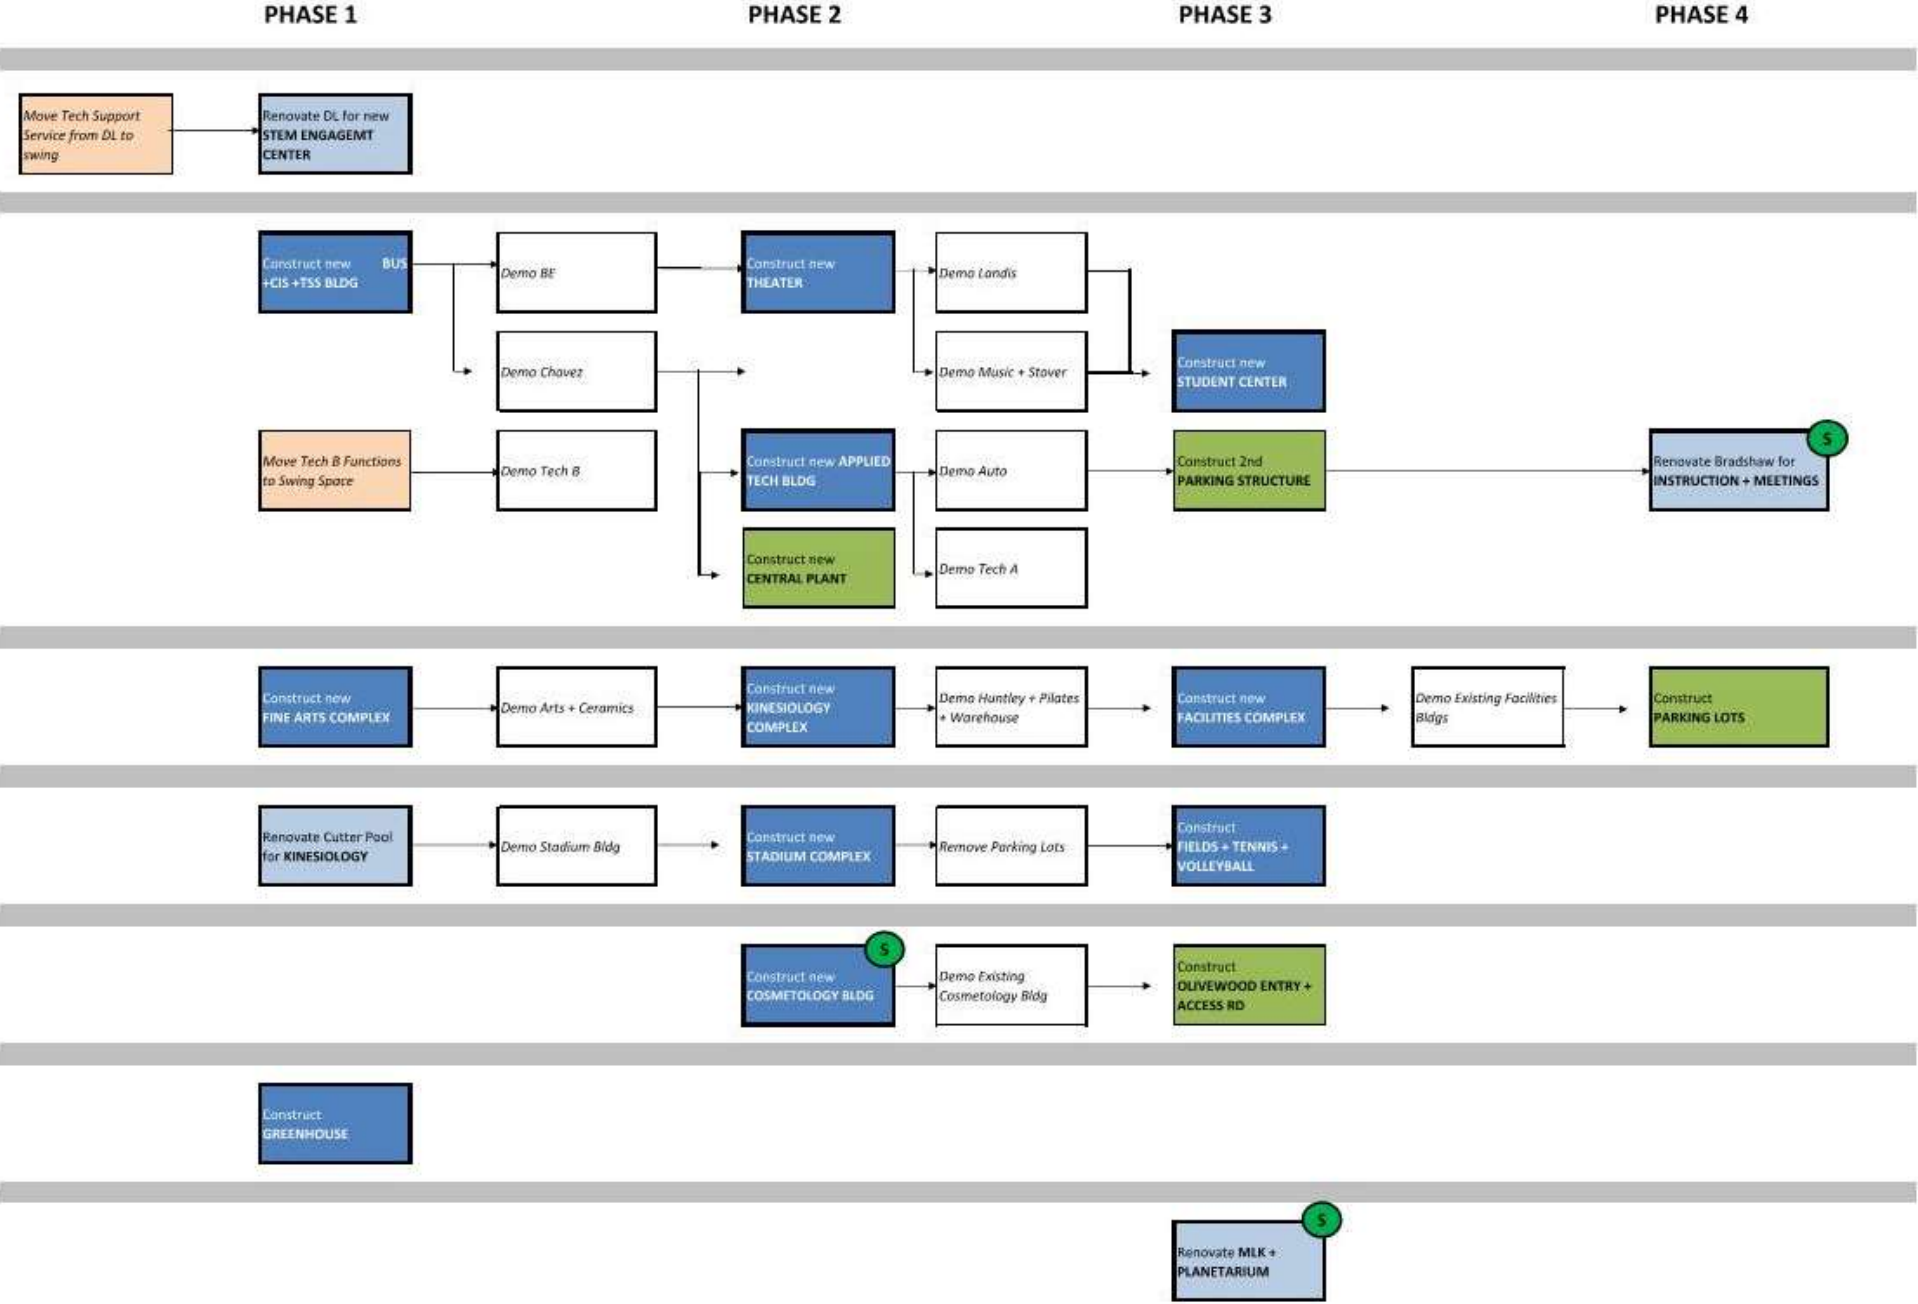 PHASE 1 PHASE 2 PHASE 3 PHASE 4
Move Tech Support
Service from DL to
swing
Renovate DL for new
STEM ENGAGEMT
CENTER
Construct new BUS
+CIS +TSS BLDG
Demo BE
Construct new
THEATER
Demo Landis
Demo Chavez
Demo Music + Stover
Construct new
STUDENT CENTER
Move Tech B Functions
to Swing Space
Demo Tech B
Construct new APPLIED
TECH BLDG
Demo Auto
Construct 2nd
PARKING STRUCTURE
$
Renovate Bradshaw for
INSTRUCTION + MEETINGS
Construct new
CENTRAL PLANT
Demo Tech A
Construct new
FINE ARTS COMPLEX
Demo Arts + Ceramics
Construct new
KINESIOLOGY
COMPLEX
Demo Huntley + Pilates
+ Warehouse
Construct new
FACILITIES COMPLEX
Demo Existing Facilities
Bldgs
Construct
PARKING LOTS
Renovate Cutter Pool
for KINESIOLOGY
Demo Stadium Bldg
Construct new
STADIUM COMPLEX
Remove Parking Lots
Construct
FIELDS + TENNIS +
VOLLEYBALL
$
Construct new
COSMETOLOGY BLDG
Demo Existing
Cosmetology Bldg
Construct
OLIVEWOOD ENTRY +
ACCESS RD
Construct
GREENHOUSE
$
Renovate MLK +
PLANETARIUM